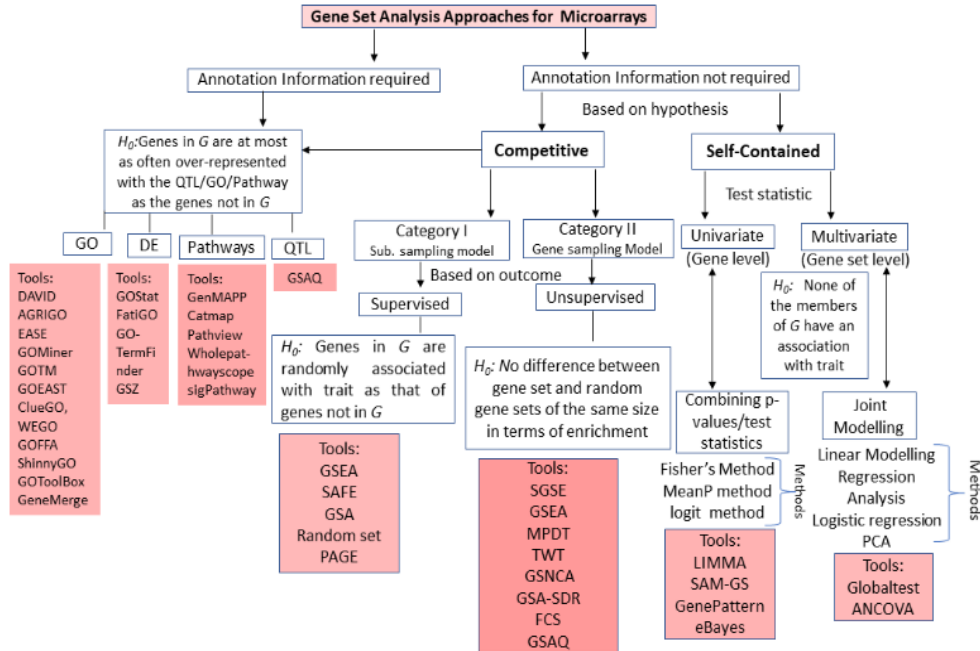 Gene Set Analysis Approaches for Microarrays
Annotation Information required
Annotation Information not required
Based on hypothesis
H₀:Genes in G are at most
as often over-represented
with the QTL/GO/Pathway
as the genes not in G
Competitive
Self-Contained
Test statistic
GO
DE
Pathways
QTL
Category I
Sub. sampling model
Category II
Gene sampling Model
Univariate
(Gene level)
Multivariate
(Gene set level)
Based on outcome
Supervised
Unsupervised
Tools:
DAVID
AGRIGO
EASE
GOMiner
GOTM
GOEAST
ClueGO,
WEGO
GOFFA
ShinnyGO
GOToolBox
GeneMerge
Tools:
GOStat
FatiGO
GO-
TermFi
nder
GSZ
Tools:
GenMAPP
Catmap
Pathview
Wholepat-
hwayscope
sIgPathway
GSAQ
H₀: Genes in G are
randomly associated
with trait as that of
genes not in G
Tools:
GSEA
SAFE
GSA
Random set
PAGE
H₀: No difference between
gene set and random
gene sets of the same size
in terms of enrichment
Tools:
SGSE
GSEA
MPDT
TWT
GSNCA
GSA-SDR
FCS
GSAQ
H₀: None of
the members
of G have an
association
with trait
Combining p-
values/test
statistics
Fisher's Method
MeanP method
logit method
Methods
Tools:
LIMMA
SAM-GS
GenePattern
eBayes
Joint
Modelling
Linear Modelling
Regression
Analysis
Logistic regression
PCA
Methods
Tools:
Globaltest
ANCOVA